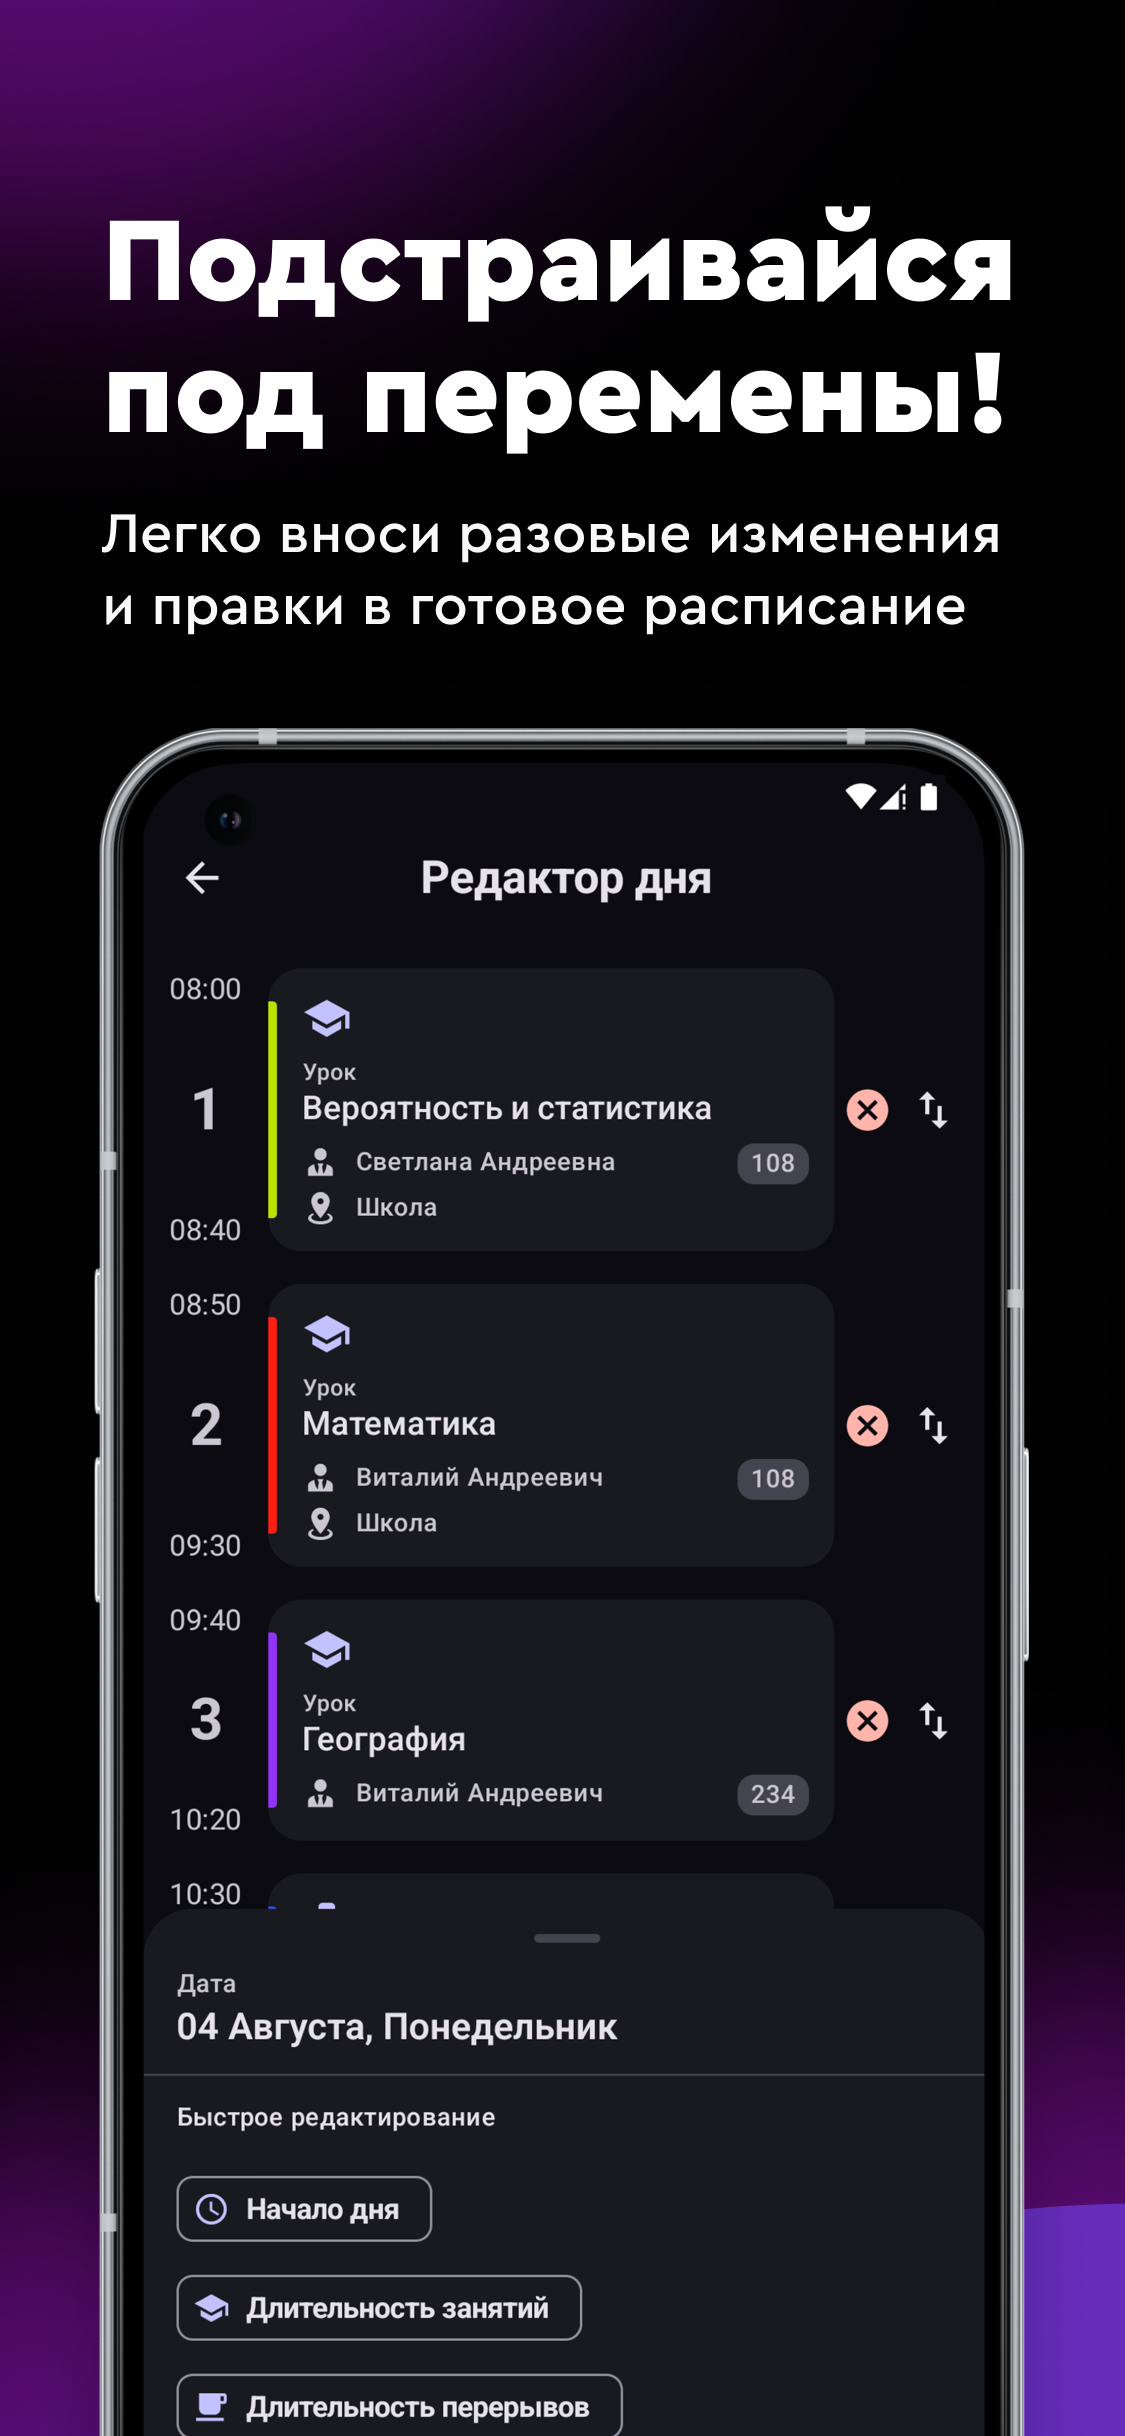 Подстраивайся
под перемены!
Легко вноси разовые изменения
и правки в готовое расписание
Редактор дня
08:00
1
08:40
Урок
Вероятность и статистика
Светлана Андреевна
108
Школа
08:50
2
09:30
Урок
Математика
Виталий Андреевич
108
Школа
09:40
3
10:20
Урок
География
Виталий Андреевич
234
10:30
Дата
04 Августа, Понедельник
Быстрое редактирование
Начало дня
Длительность занятий
Длительность перерывов